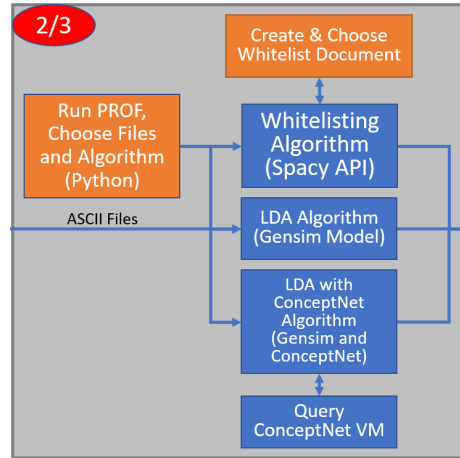 2/3
Create & Choose
Whitelist Document
Run PROF,
Choose Files
and Algorithm
(Python)
Whitelisting
Algorithm
(Spacy API)
ASCII Files
LDA Algorithm
(Gensim Model)
LDA with
ConceptNet
Algorithm
(Gensim and
ConceptNet)
Query
ConceptNet VM